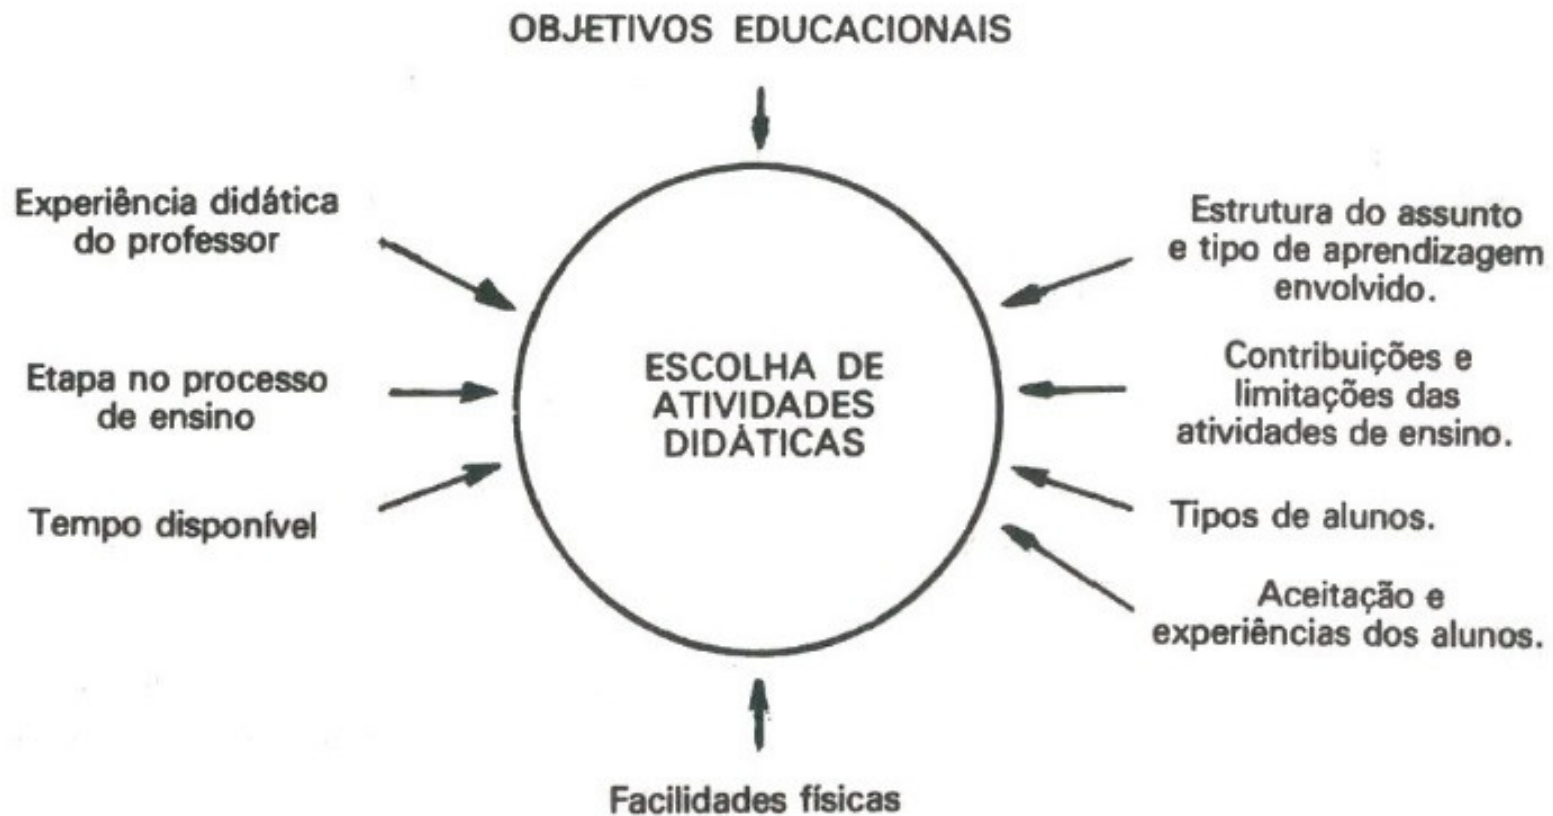 OBJETIVOS EDUCACIONAIS
Experiência didática
do professor
Etapa no processo
de ensino
Tempo disponível
ESCOLHA DE
ATIVIDADES
DIDÁTICAS
Estrutura do assunto
e tipo de aprendizagem
envolvido.
Contribuições e
limitações das
atividades de ensino.
Tipos de alunos.
Aceitação e
experiências dos alunos.
Facilidades físicas